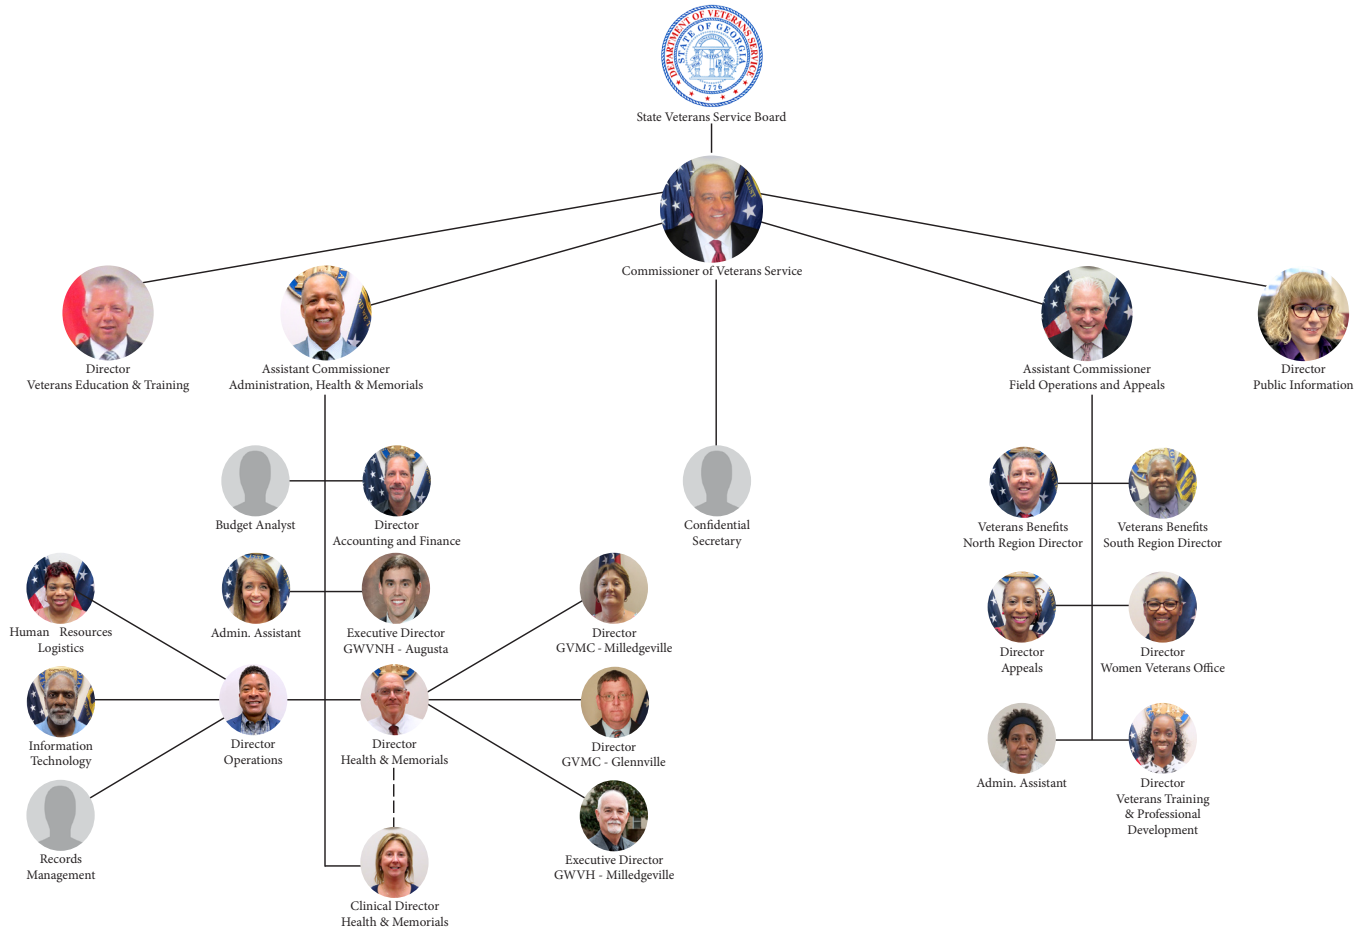 DEPARTMENT OF VETERANS SERVICE
STATE OF GEORGIA
1776
State Veterans Service Board
Commissioner of Veterans Service
Director
Veterans Education & Training
Assistant Commissioner
Administration, Health & Memorials
Assistant Commissioner
Field Operations and Appeals
Director
Public Information
Budget Analyst
Director
Accounting and Finance
Confidential
Secretary
Veterans Benefits
North Region Director
Veterans Benefits
South Region Director
Human Resources
Logistics
Admin. Assistant
Executive Director
GWVNH - Augusta
Director
GVMC - Milledgeville
Director
Appeals
Director
Women Veterans Office
Information
Technology
Director
Operations
Director
Health & Memorials
Director
GVMC - Glennville
Admin. Assistant
Director
Veterans Training
& Professional
Development
Records
Management
Executive Director
GWVH - Milledgeville
Clinical Director
Health & Memorials